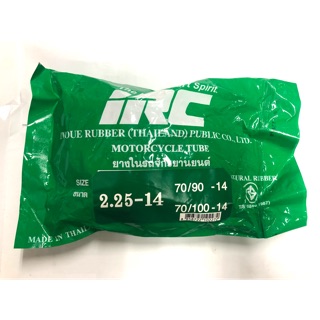 Spirit.
IRC
INOUE RUBBER (THAILAND) PUBLIC CO., LTD.
MOTORCYCLE TUBE
ยางในรถจักรยานยนต์
SIZE
ขนาด
2.25-14
70/90 -14
70/100-14
NATURAL RUBBER
MADE IN THAI